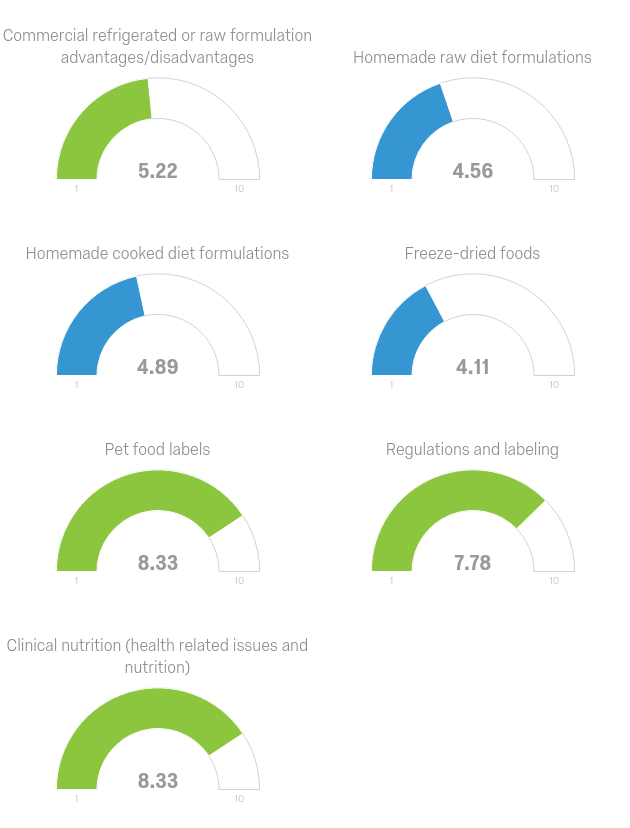 Commercial refrigerated or raw formulation
advantages/disadvantages
5.22
1
10
Homemade raw diet formulations
4.56
1
10
Homemade cooked diet formulations
4.89
1
10
Freeze-dried foods
4.11
1
10
Pet food labels
8.33
1
10
Regulations and labeling
7.78
1
10
Clinical nutrition (health related issues and
nutrition)
8.33
1
10